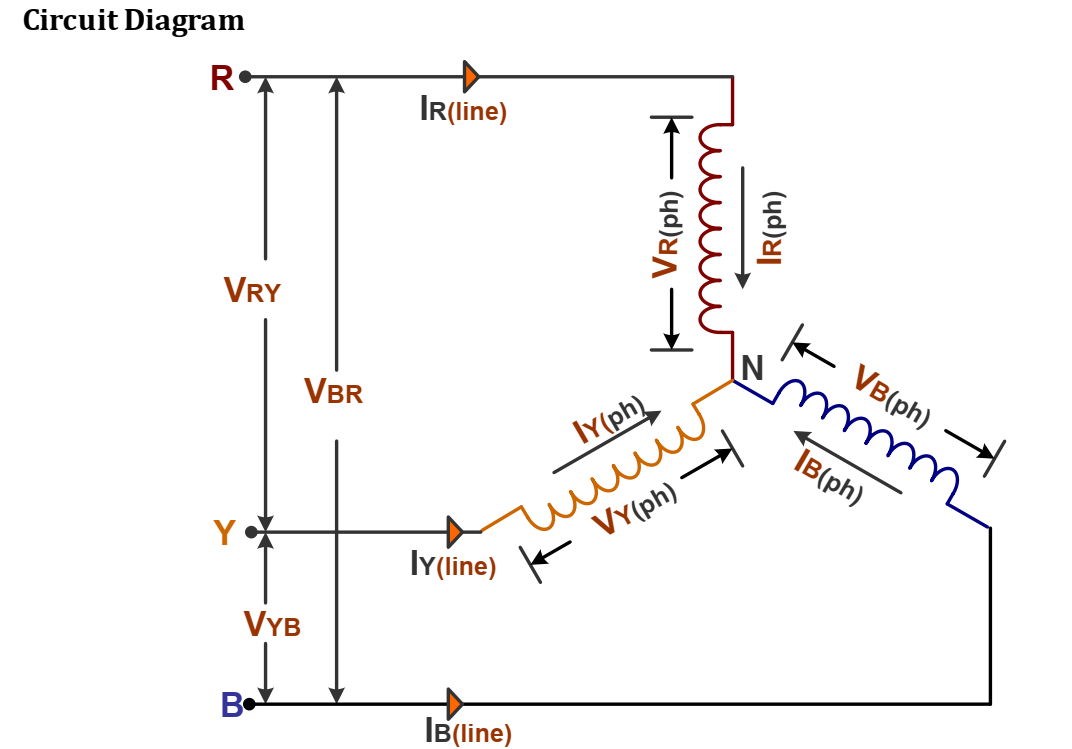 Circuit Diagram
R
IR(line)
VR(ph)
IR(ph)
VRY
VBR
N
VB(ph)
IY(ph)
IB(ph)
VY(ph)
Y
IY(line)
VYB
B
IB(line)